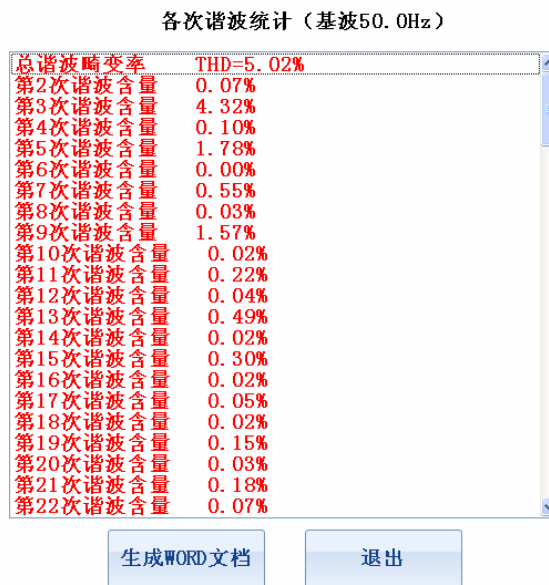 各次谐波统计（基波50.0Hz）
总谐波畸变率 THD=5.02%
第2次谐波含量 0.07%
第3次谐波含量 4.32%
第4次谐波含量 0.10%
第5次谐波含量 1.78%
第6次谐波含量 0.00%
第7次谐波含量 0.55%
第8次谐波含量 0.03%
第9次谐波含量 1.57%
第10次谐波含量 0.02%
第11次谐波含量 0.22%
第12次谐波含量 0.04%
第13次谐波含量 0.49%
第14次谐波含量 0.02%
第15次谐波含量 0.30%
第16次谐波含量 0.02%
第17次谐波含量 0.05%
第18次谐波含量 0.02%
第19次谐波含量 0.15%
第20次谐波含量 0.03%
第21次谐波含量 0.18%
第22次谐波含量 0.07%
生成WORD文档 退出